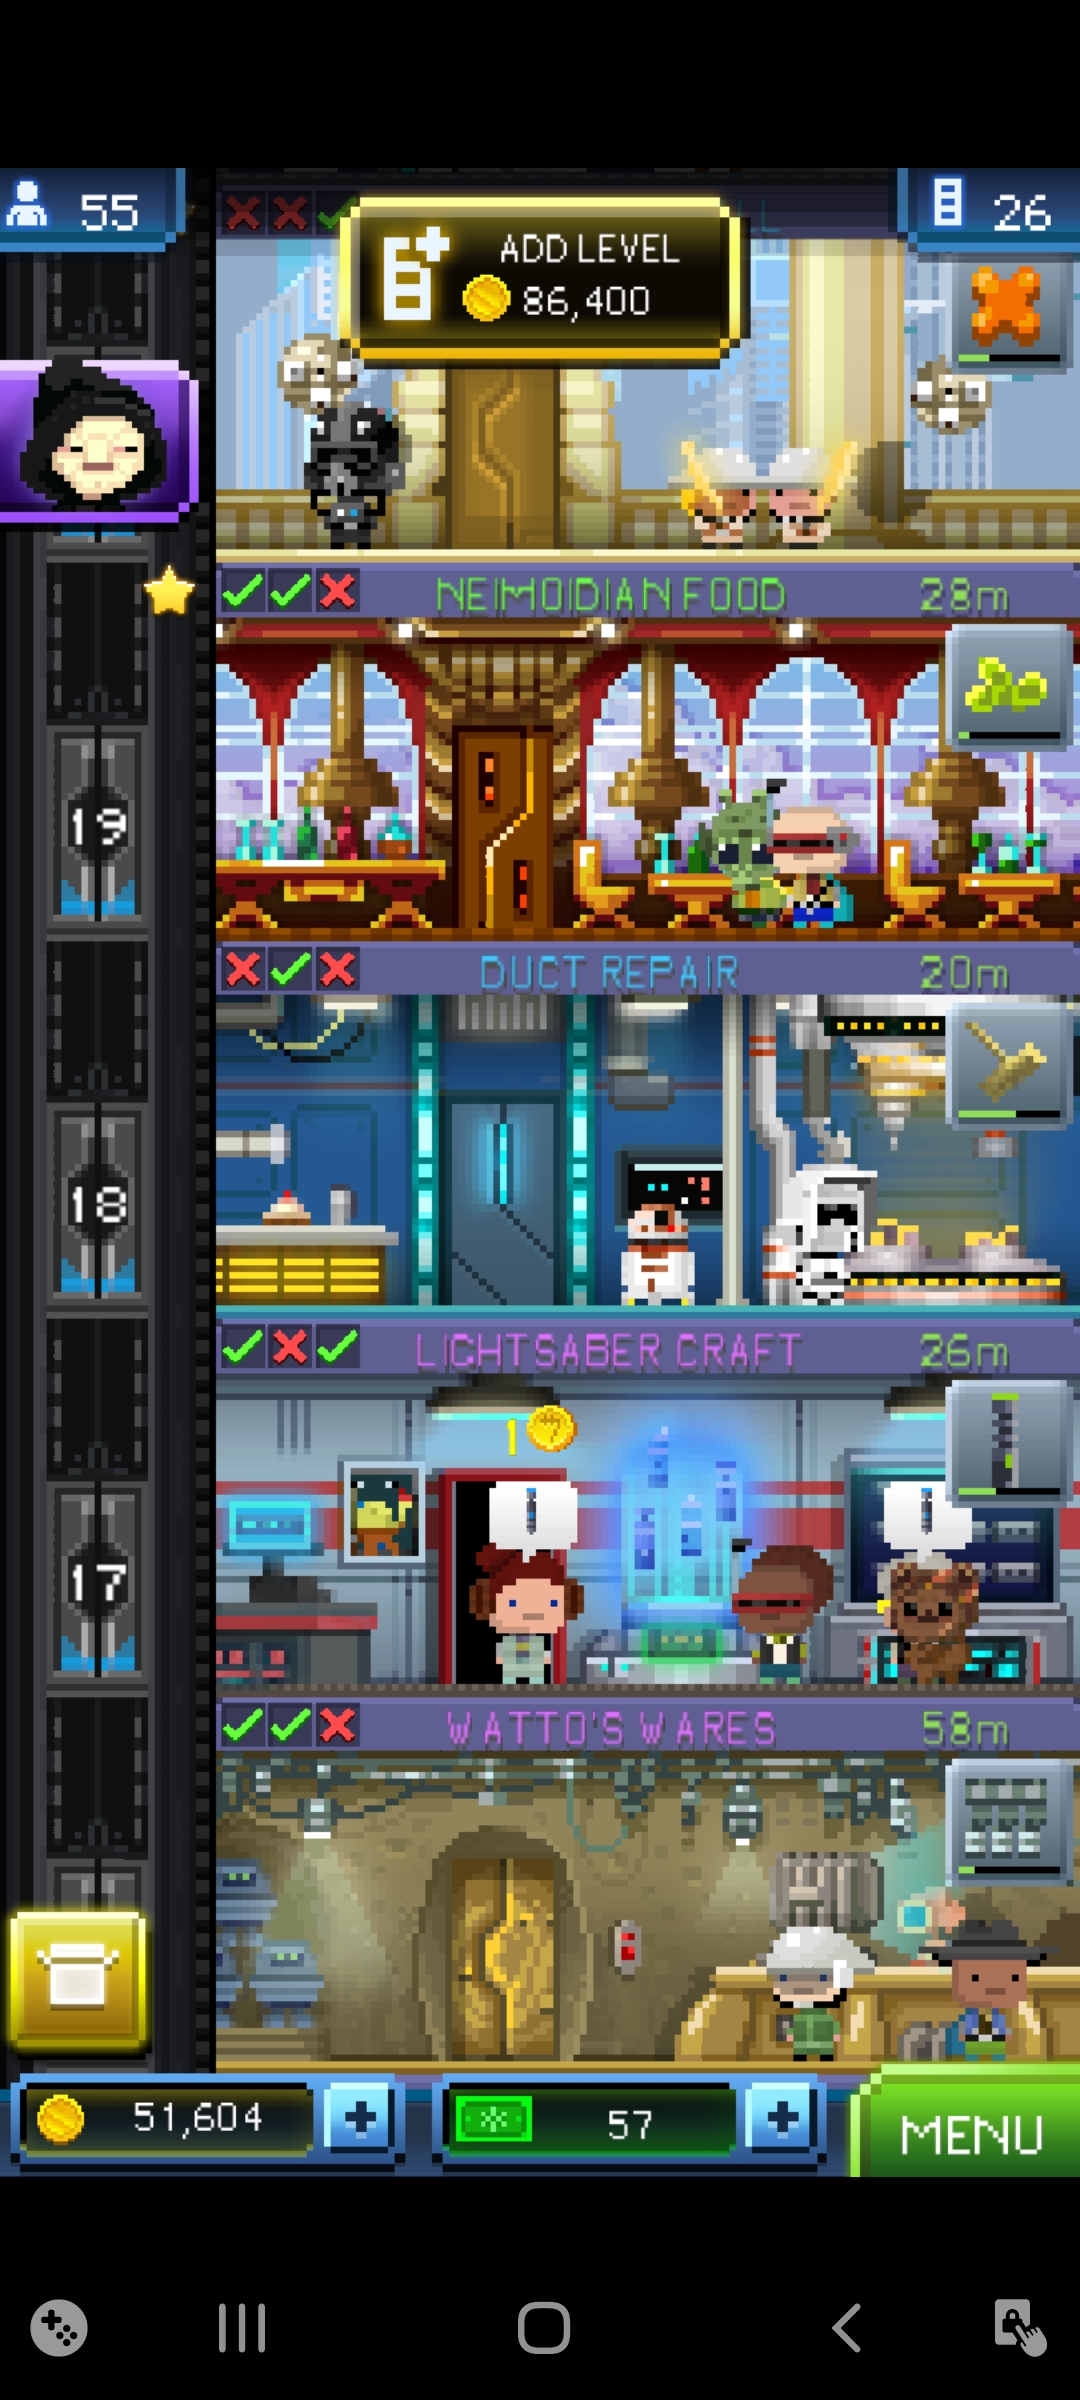 55
26
ADD LEVEL
86,400
NEIMOIDIAN FOOD 28m
19
DUCT REPAIR 20m
18
LIGHTSABER CRAFT 26m
1
17
WATTO'S WARES 58m
51,604
57
MENU